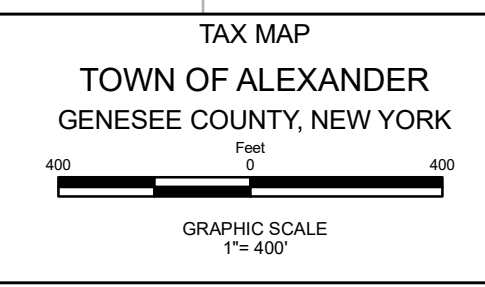 TAX MAP
TOWN OF ALEXANDER
GENESEE COUNTY, NEW YORK
Feet
400 0 400
GRAPHIC SCALE
1"= 400'